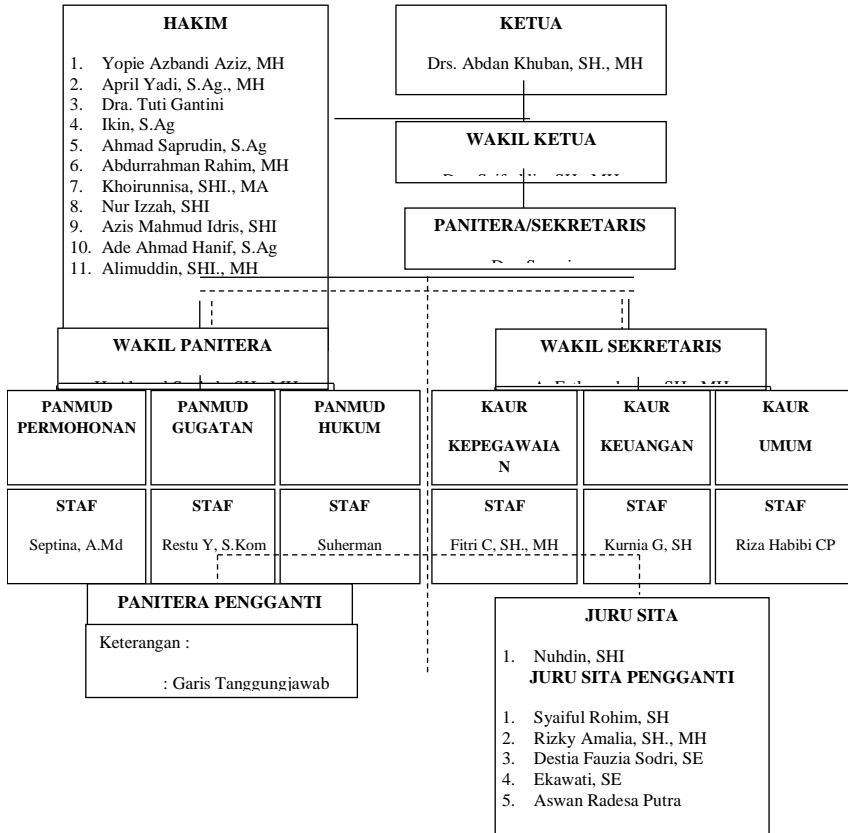 HAKIM
1. Yopie Azbandi Aziz, MH
2. April Yadi, S.Ag., MH
3. Dra. Tuti Gantini
4. Ikin, S.Ag
5. Ahmad Saprudin, S.Ag
6. Abdurrahman Rahim, MH
7. Khoirunnisa, SHI., MA
8. Nur Izzah, SHI
9. Azis Mahmud Idris, SHI
10. Ade Ahmad Hanif, S.Ag
11. Alimuddin, SHI., MH
KETUA
Drs. Abdan Khuban, SH., MH
WAKIL KETUA
PANITERA/SEKRETARIS
WAKIL PANITERA
WAKIL SEKRETARIS
PANMUD
PERMOHONAN
PANMUD
GUGATAN
PANMUD
HUKUM
KAUR
KEPEGAWAIA
N
KAUR
KEUANGAN
KAUR
UMUM
STAF
Septina, A.Md
STAF
Restu Y, S.Kom
STAF
Suherman
STAF
Fitri C, SH., MH
STAF
Kurnia G, SH
STAF
Riza Habibi CP
PANITERA PENGGANTI
Keterangan :
: Garis Tanggungjawab
JURU SITA
1. Nuhdin, SHI
JURU SITA PENGGANTI
1. Syaiful Rohim, SH
2. Rizky Amalia, SH., MH
3. Destia Fauzia Sodri, SE
4. Ekawati, SE
5. Aswan Radesa Putra